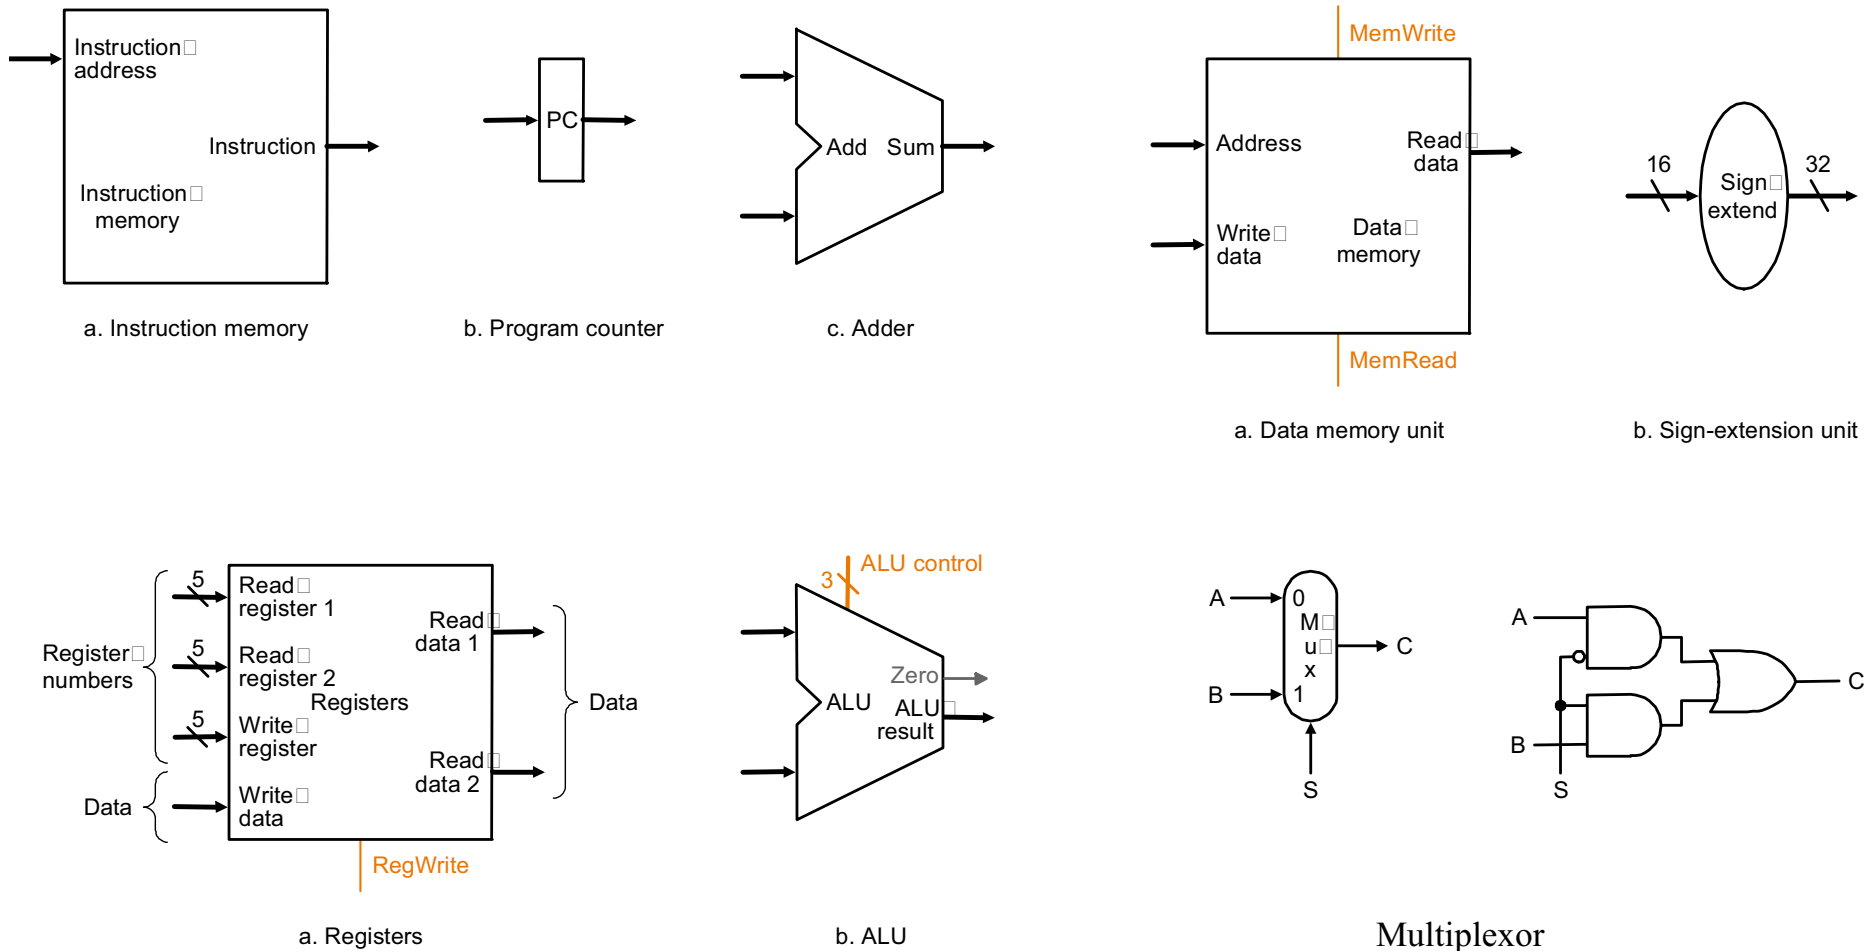 Instruction
address
Instruction
Instruction
memory
a. Instruction memory
PC
b. Program counter
Add Sum
c. Adder
MemWrite
Address
Read
data
Write
data
Data
memory
MemRead
a. Data memory unit
16
Sign
extend
32
b. Sign-extension unit
Register
numbers
Data
5
5
5
Read
register 1
Read
register 2
Registers
Write
register
Write
data
Read
data 1
Read
data 2
Data
RegWrite
a. Registers
3
ALU control
Zero
ALU
ALU
result
b. ALU
A
B
0
M
u
x
1
C
S
A
B
S
C
Multiplexor